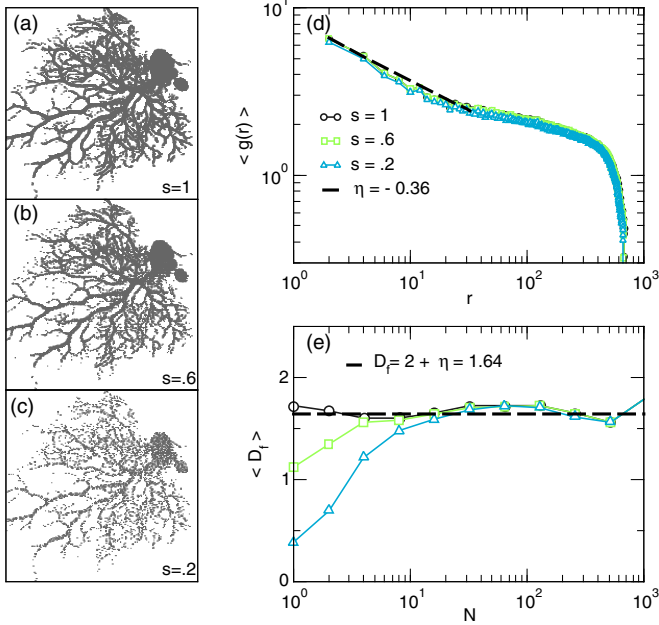 (a)
s=1
(b)
s=.6
(c)
s=.2
(d)
10¹
10⁰
< g(r) >
s = 1
s = .6
s = .2
η = - 0.36
10⁰ 10¹ 10² 10³
r
(e)
D_f = 2 + η = 1.64
2
1
0
< D_f >
10⁰ 10¹ 10² 10³
N